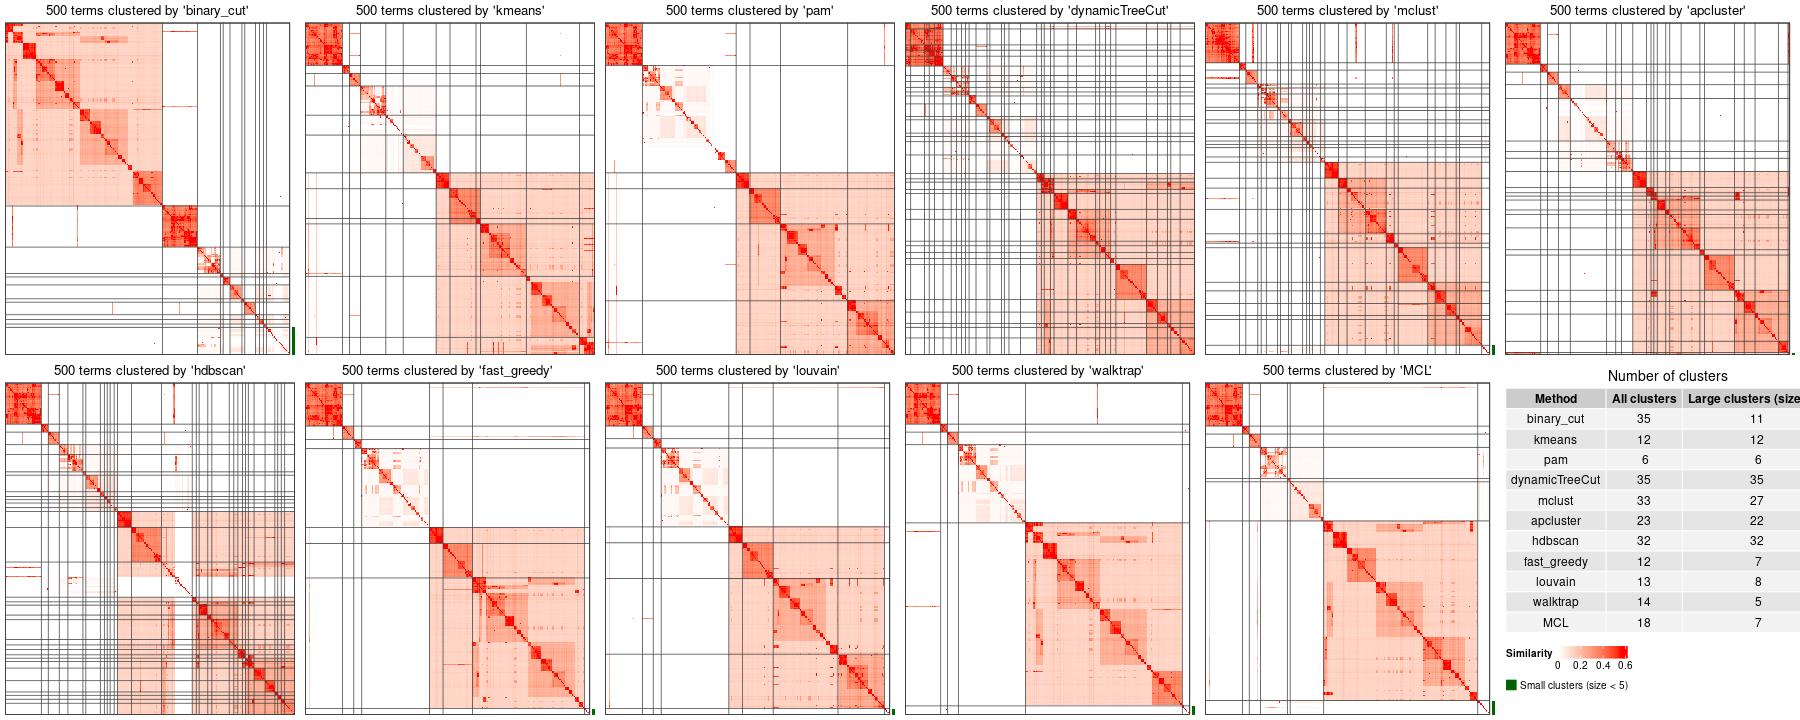 500 terms clustered by 'binary_cut'
500 terms clustered by 'kmeans'
500 terms clustered by 'pam'
500 terms clustered by 'dynamicTreeCut'
500 terms clustered by 'mclust'
500 terms clustered by 'apcluster'
500 terms clustered by 'hdbscan'
500 terms clustered by 'fast_greedy'
500 terms clustered by 'louvain'
500 terms clustered by 'walktrap'
500 terms clustered by 'MCL'
Number of clusters
Method All clusters Large clusters (size
binary_cut 35 11
kmeans 12 12
pam 6 6
dynamicTreeCut 35 35
mclust 33 27
apcluster 23 22
hdbscan 32 32
fast_greedy 12 7
louvain 13 8
walktrap 14 5
MCL 18 7
Similarity
0 0.2 0.4 0.6
Small clusters (size < 5)